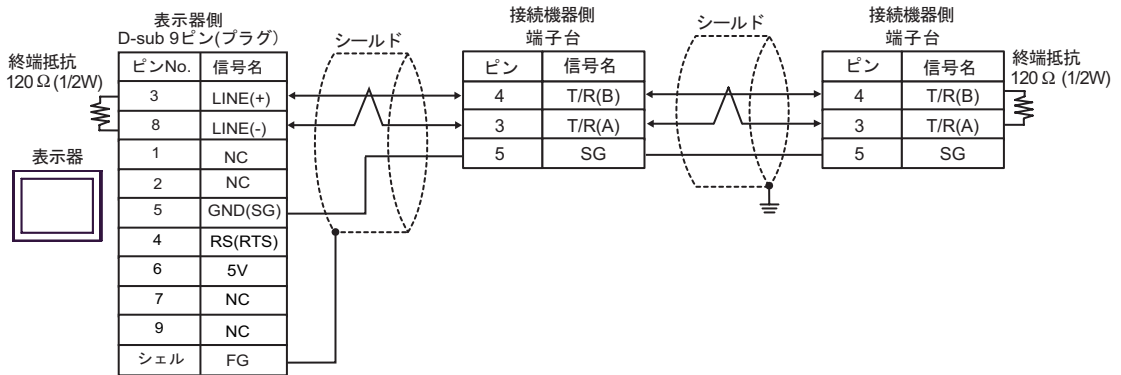 表示器側
D-sub 9ピン(プラグ)
終端抵抗
120 Ω (1/2W)
ピンNo. 信号名
3 LINE(+)
8 LINE(-)
1 NC
2 NC
5 GND(SG)
4 RS(RTS)
6 5V
7 NC
9 NC
シェル FG
表示器
シールド
接続機器側
端子台
ピン 信号名
4 T/R(B)
3 T/R(A)
5 SG
シールド
接続機器側
端子台
ピン 信号名
4 T/R(B)
3 T/R(A)
5 SG
終端抵抗
120 Ω (1/2W)